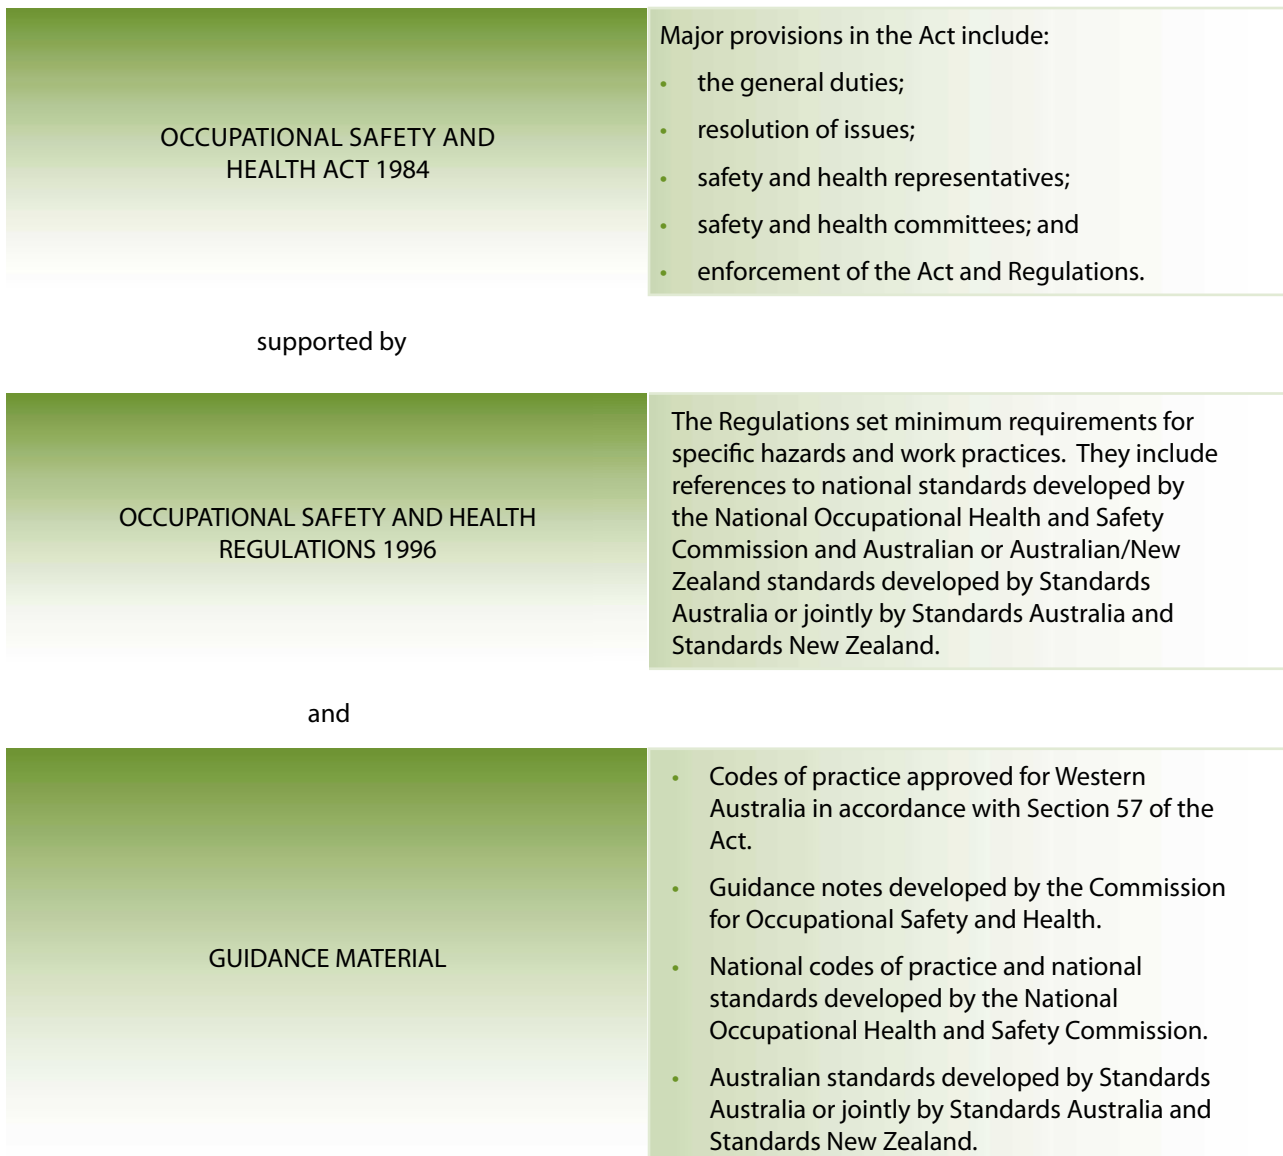 OCCUPATIONAL SAFETY AND
HEALTH ACT 1984
Major provisions in the Act include:
• the general duties;
• resolution of issues;
• safety and health representatives;
• safety and health committees; and
• enforcement of the Act and Regulations.
supported by
OCCUPATIONAL SAFETY AND HEALTH
REGULATIONS 1996
The Regulations set minimum requirements for
specific hazards and work practices. They include
references to national standards developed by
the National Occupational Health and Safety
Commission and Australian or Australian/New
Zealand standards developed by Standards
Australia or jointly by Standards Australia and
Standards New Zealand.
and
GUIDANCE MATERIAL
• Codes of practice approved for Western
Australia in accordance with Section 57 of the
Act.
• Guidance notes developed by the Commission
for Occupational Safety and Health.
• National codes of practice and national
standards developed by the National
Occupational Health and Safety Commission.
• Australian standards developed by Standards
Australia or jointly by Standards Australia and
Standards New Zealand.